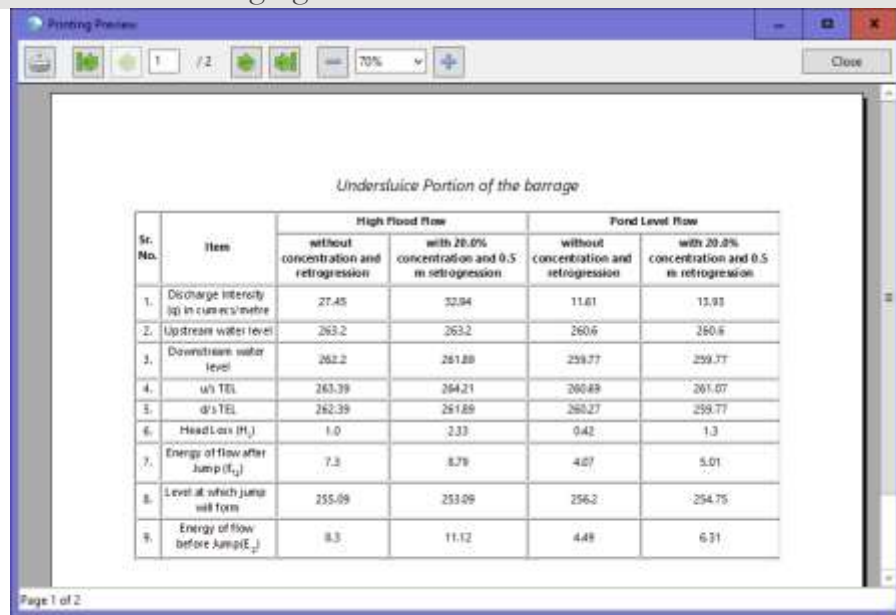 Printing Preview
1 / 2 70% Close
Undersluice Portion of the barrage
Sr. No. Item High Flood Flow Pond Level Flow
without concentration and retrogression with 20.0% concentration and 0.5 m retrogression without concentration and retrogression with 20.0% concentration and 0.5 m retrogression
1. Discharge Intensity (q) in cumecs/metre 27.45 32.94 11.61 13.93
2. Upstream water level 263.2 263.2 260.6 260.6
3. Downstream water level 262.2 261.89 259.77 259.77
4. u/s TEL 263.39 264.21 260.69 261.07
5. d/s TEL 262.39 261.89 260.27 259.77
6. Head Loss (H ) 1.0 2.33 0.42 1.3
7. Energy of flow after Jump 7.3 8.79 4.07 5.01
8. Level at which jump will form 255.09 253.09 256.2 254.75
9. Energy of flow before Jump(E ) 8.3 11.12 4.49 6.31
Page 1 of 2